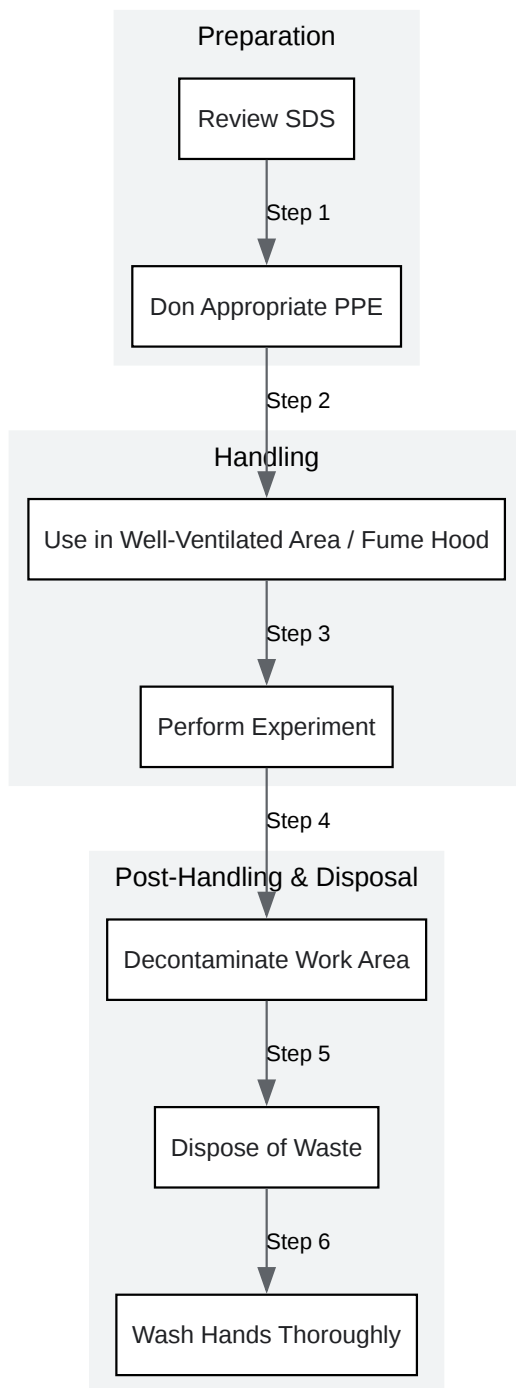 Preparation
Review SDS
Step 1
Don Appropriate PPE
Step 2
Handling
Use in Well-Ventilated Area / Fume Hood
Step 3
Perform Experiment
Step 4
Post-Handling & Disposal
Decontaminate Work Area
Step 5
Dispose of Waste
Step 6
Wash Hands Thoroughly